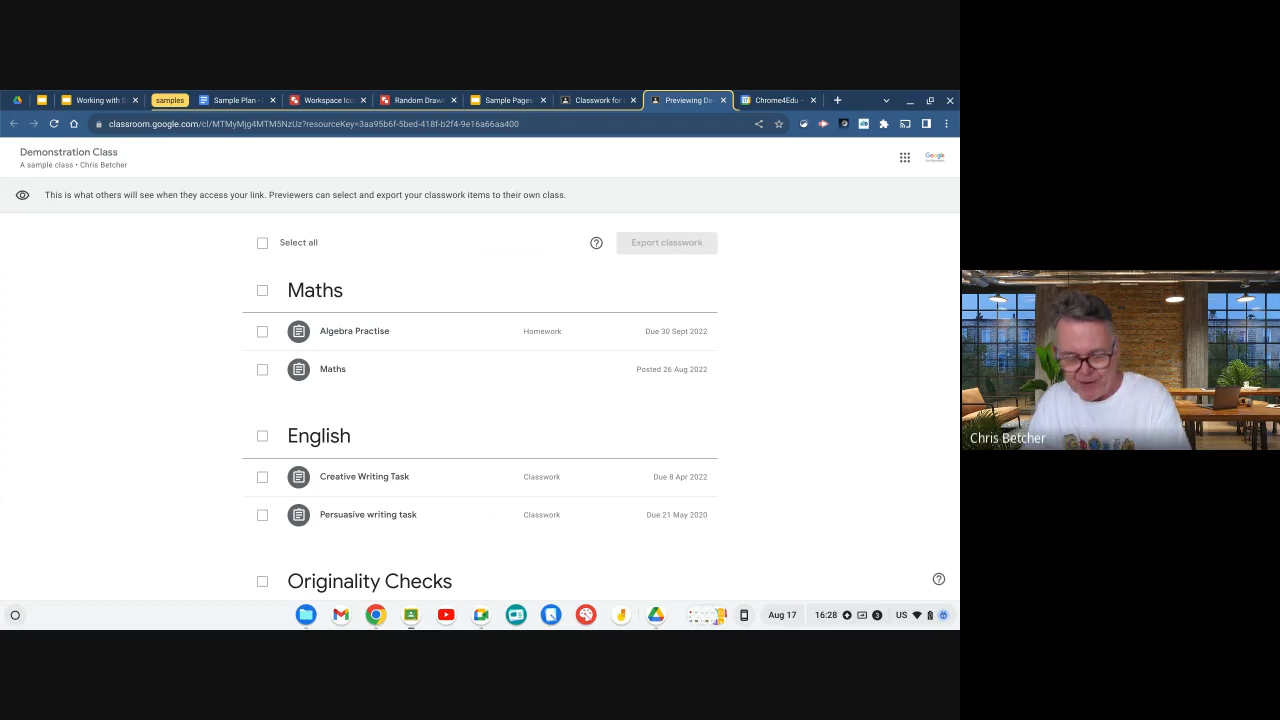 Working with S
samples
Sample Plan -
Workspace Ico
Random Draw
Sample Pages
Classwork for
Previewing De
Chrome4Edu -
classroom.google.com/cl/MTMyMjg4MTM5NzUz?resourceKey=3aa95b6f-5bed-418f-b2f4-9e16a66aa400
Demonstration Class
A sample class • Chris Betcher
Google
This is what others will see when they access your link. Previewers can select and export your classwork items to their own class.
Select all
Export classwork
Maths
Algebra Practise Homework Due 30 Sept 2022
Maths Posted 26 Aug 2022
English
Creative Writing Task Classwork Due 8 Apr 2022
Persuasive writing task Classwork Due 21 May 2020
Originality Checks
Aug 17 16:28 3 US
Chris Betcher